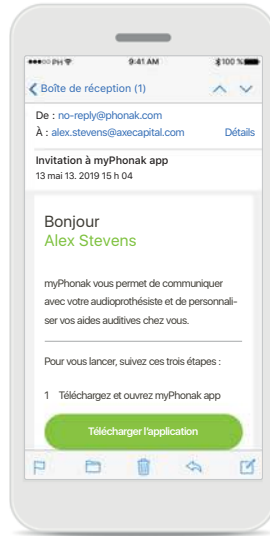 PH 9:41 AM $100 %
Boîte de réception (1)
De : no-reply@phonak.com
À : alex.stevens@axecapital.com Détails
Invitation à myPhonak app
13 mai 13. 2019 15 h 04
Bonjour
Alex Stevens
myPhonak vous permet de communiquer
avec votre audioprothésiste et de personnali-
ser vos aides auditives chez vous.
Pour vous lancer, suivez ces trois étapes :
1 Téléchargez et ouvrez myPhonak app
Télécharger l'application